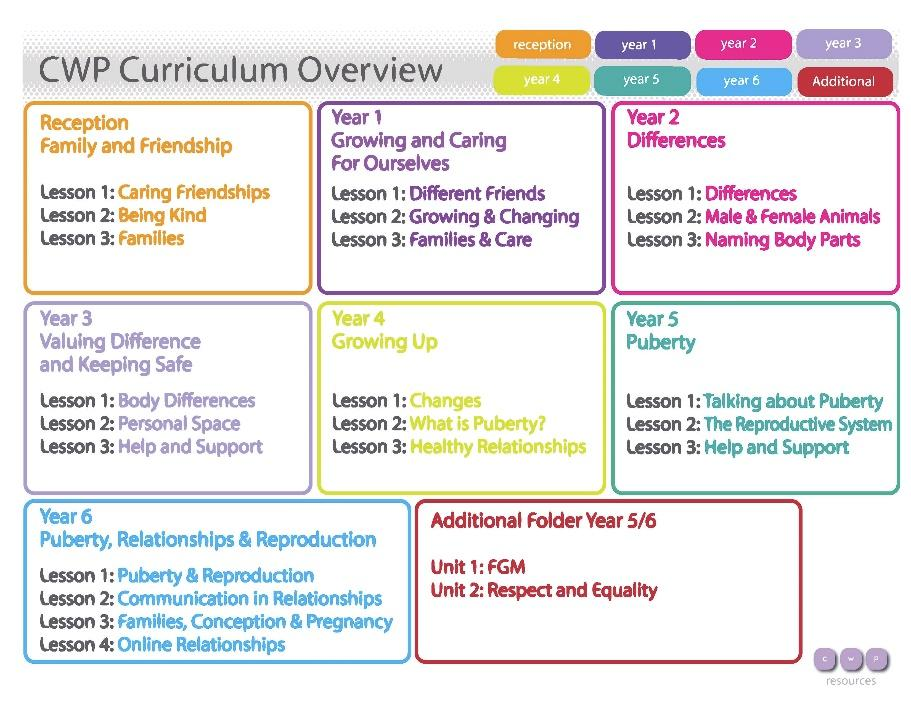 CWP Curriculum Overview
reception
year 1
year 2
year 3
year 4
year 5
year 6
Additional
Reception
Family and Friendship
Lesson 1: Caring Friendships
Lesson 2: Being Kind
Lesson 3: Families
Year 1
Growing and Caring
For Ourselves
Lesson 1: Different Friends
Lesson 2: Growing & Changing
Lesson 3: Families & Care
Year 2
Differences
Lesson 1: Differences
Lesson 2: Male & Female Animals
Lesson 3: Naming Body Parts
Year 3
Valuing Difference
and Keeping Safe
Lesson 1: Body Differences
Lesson 2: Personal Space
Lesson 3: Help and Support
Year 4
Growing Up
Lesson 1: Changes
Lesson 2: What is Puberty?
Lesson 3: Healthy Relationships
Year 5
Puberty
Lesson 1: Talking about Puberty
Lesson 2: The Reproductive System
Lesson 3: Help and Support
Year 6
Puberty, Relationships & Reproduction
Lesson 1: Puberty & Reproduction
Lesson 2: Communication in Relationships
Lesson 3: Families, Conception & Pregnancy
Lesson 4: Online Relationships
Additional Folder Year 5/6
Unit 1: FGM
Unit 2: Respect and Equality
c w p
resources